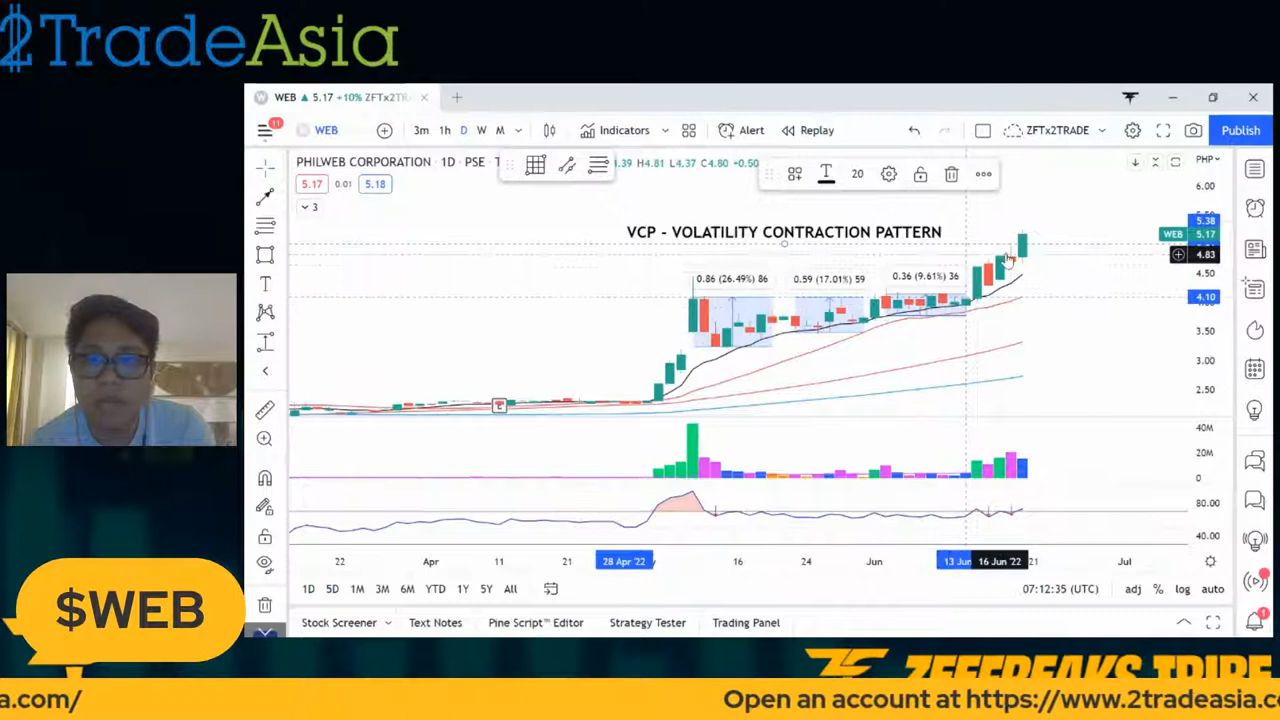 2TradeAsia
WEB 5.17 +10% ZFTx2TR
11
WEB
3m 1h D W M
Indicators
Alert
Replay
ZFTx2TRADE
Publish
PHILWEB CORPORATION · 1D · PSE
.39 H4.81 L4.37 C4.80 +0.50
20
PHP
5.17 0.01 5.18
3
VCP - VOLATILITY CONTRACTION PATTERN
0.86 (26.49%) 86
0.59 (17.01%) 59
0.36 (9.61%) 36
E
6.00
5.38
WEB 5.17
4.83
4.50
4.10
3.50
3.00
2.50
40M
20M
0
80.00
40.00
22 Apr 11 21 28 Apr '22 16 24 Jun 13 Jun 16 Jun '22 21 Jul
1D 5D 1M 3M 6M YTD 1Y 5Y All
07:12:35 (UTC)
adj % log auto
1
Stock Screener Text Notes Pine Script™ Editor Strategy Tester Trading Panel
$WEB
ZEEFREAKS TRIBE
a.com/ Open an account at https://www.2tradeasia.co